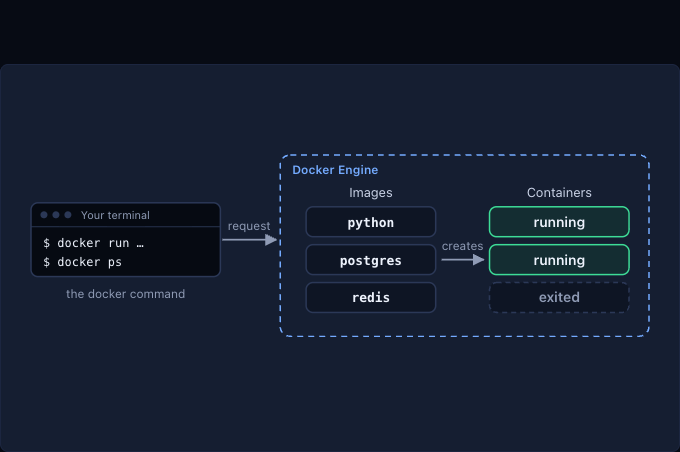 Your terminal
$ docker run …
$ docker ps
the docker command
request
Docker Engine
Images
python
postgres
redis
creates
Containers
running
running
exited